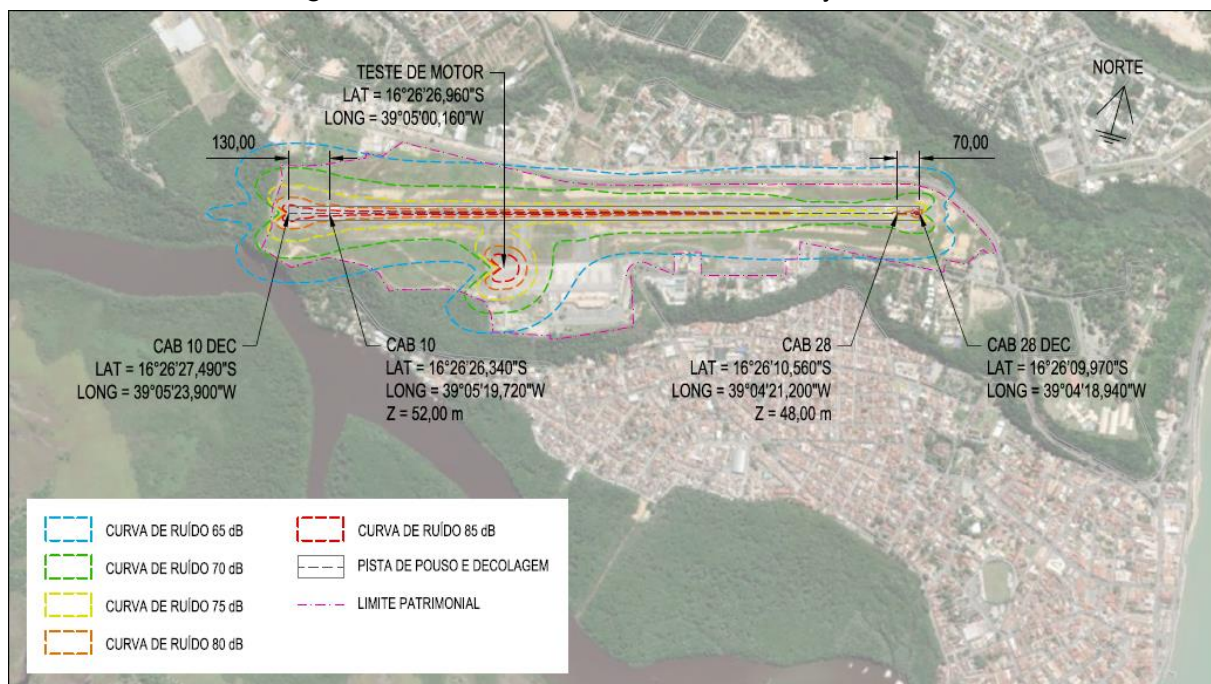 TESTE DE MOTOR
LAT = 16°26'26,960"S
LONG = 39°05'00,160"W
NORTE
130,00
70,00
CAB 10 DEC
LAT = 16°26'27,490"S
LONG = 39°05'23,900"W
CAB 10
LAT = 16°26'26,340"S
LONG = 39°05'19,720"W
Z = 52,00 m
CAB 28
LAT = 16°26'10,560"S
LONG = 39°04'21,200"W
Z = 48,00 m
CAB 28 DEC
LAT = 16°26'09,970"S
LONG = 39°04'18,940"W
CURVA DE RUÍDO 65 dB
CURVA DE RUÍDO 70 dB
CURVA DE RUÍDO 75 dB
CURVA DE RUÍDO 80 dB
CURVA DE RUÍDO 85 dB
PISTA DE POUSO E DECOLAGEM
LIMITE PATRIMONIAL